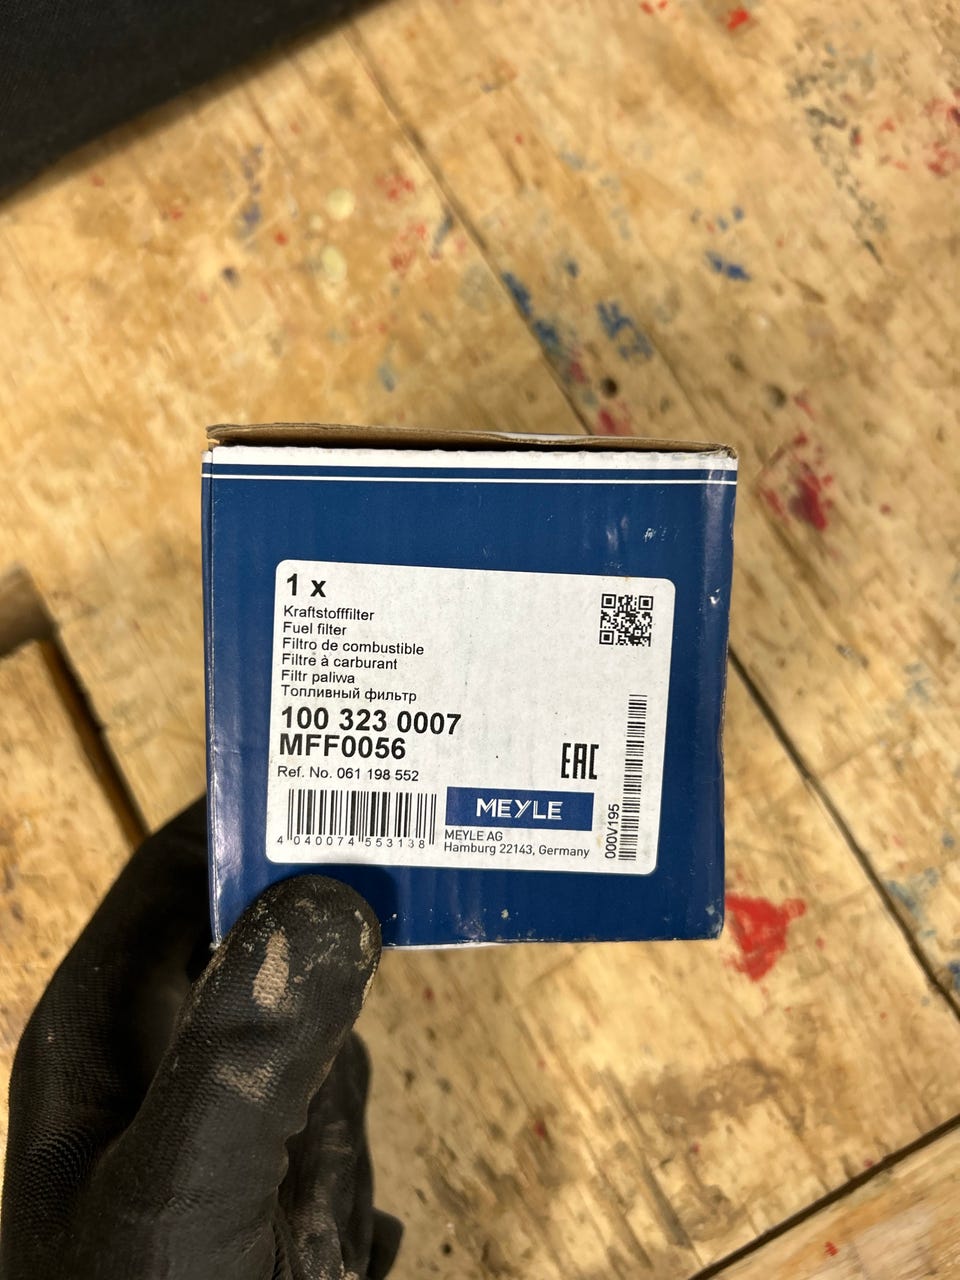 1 x
Kraftstofffilter
Fuel filter
Filtro de combustible
Filtre à carburant
Filtr paliwa
Топливный фильтр
100 323 0007
MFF0056
Ref. No. 061 198 552
EAC
MEYLE
MEYLE AG
Hamburg 22143, Germany
4 040074 553138
000V195